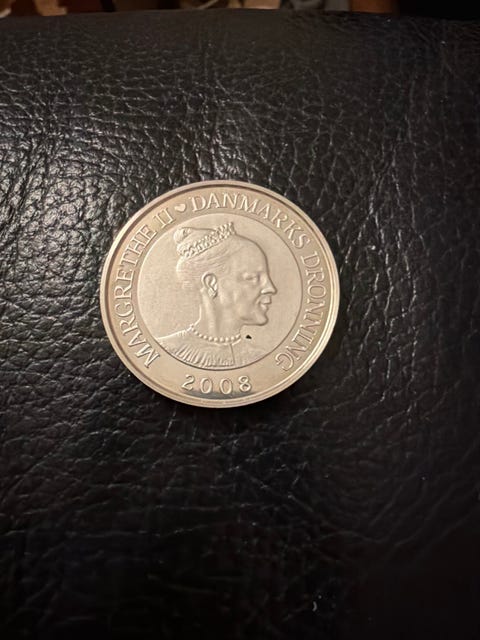 MARGRETHE II ♥ DANMARKS DRONNING
2008